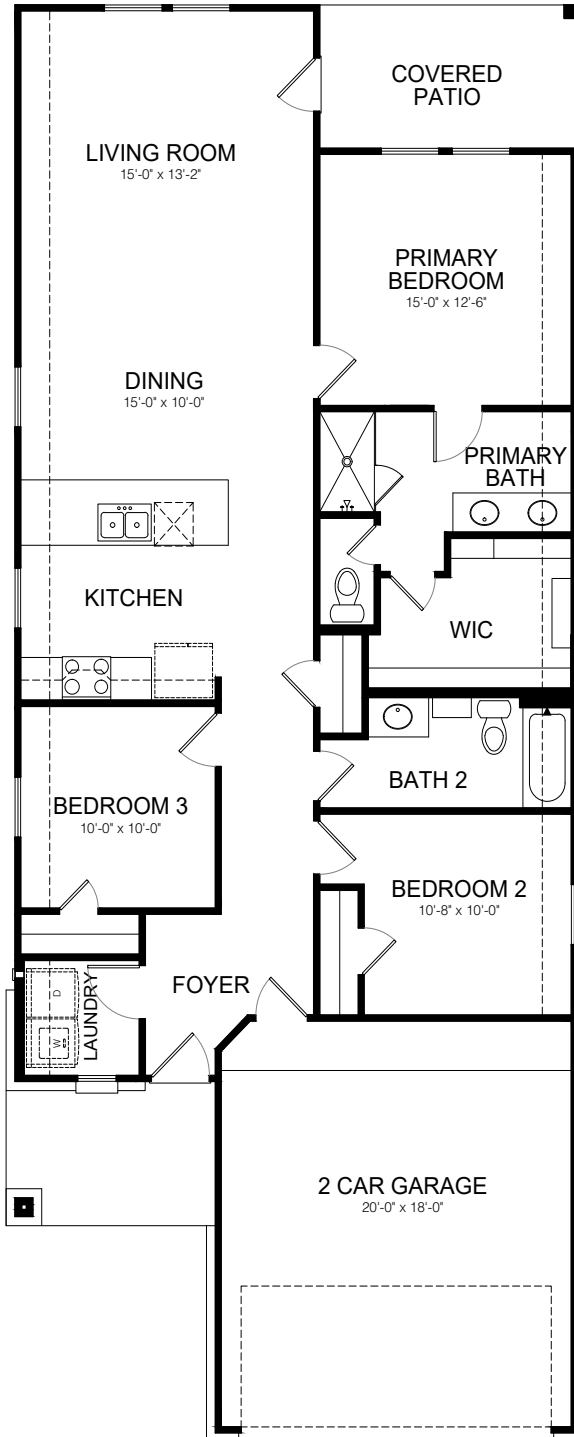 COVERED
PATIO
LIVING ROOM
15'-0" x 13'-2"
PRIMARY
BEDROOM
15'-0" x 12'-6"
DINING
15'-0" x 10'-0"
PRIMARY
BATH
KITCHEN
WIC
BATH 2
BEDROOM 3
10'-0" x 10'-0"
BEDROOM 2
10'-8" x 10'-0"
FOYER
LAUNDRY
D
W
2 CAR GARAGE
20'-0" x 18'-0"